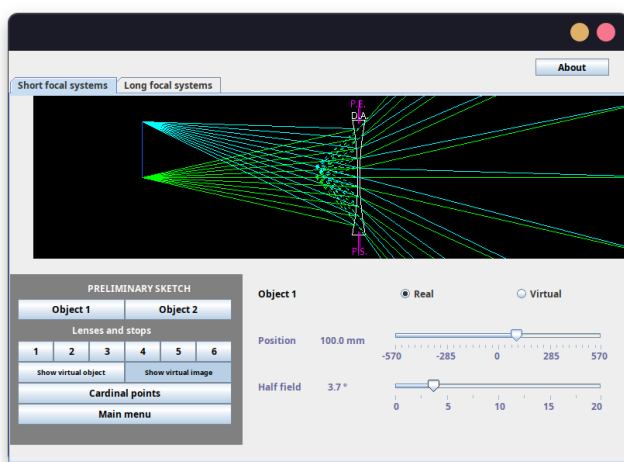 About
Short focal systems Long focal systems
P.E.
D.A.
P.S.
PRELIMINARY SKETCH
Object 1 Object 2
Lenses and stops
1 2 3 4 5 6
Show virtual object Show virtual image
Cardinal points
Main menu
Object 1 Real Virtual
Position 100.0 mm
-570 -285 0 285 570
Half field 3.7 °
0 5 10 15 20